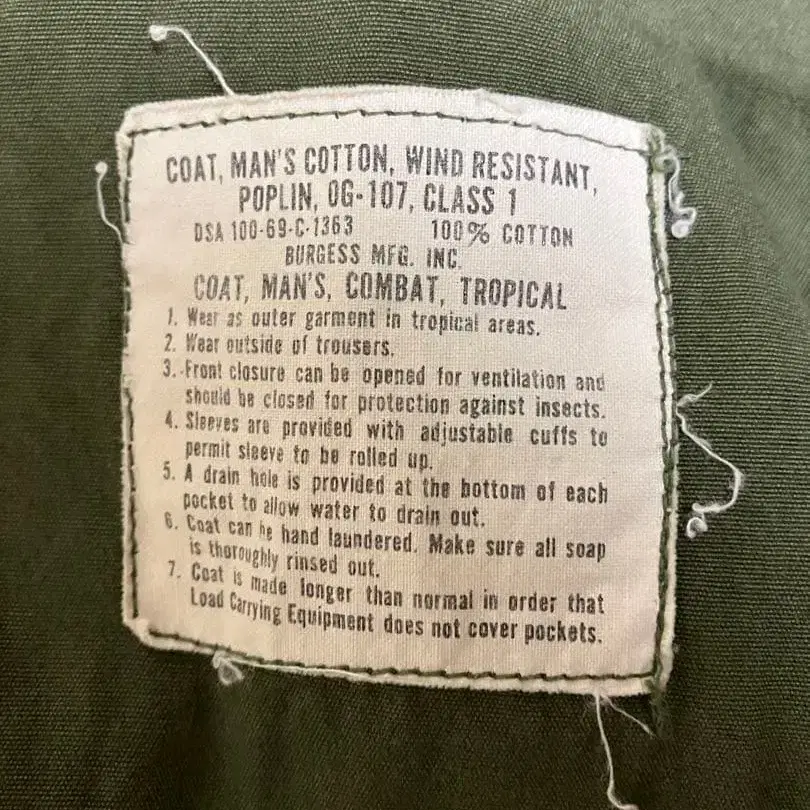 COAT, MAN'S COTTON, WIND RESISTANT,
POPLIN, OG-107, CLASS 1
DSA 100-69-C-1363 100% COTTON
BURGESS MFG. INC.
COAT, MAN'S, COMBAT, TROPICAL
1. Wear as outer garment in tropical areas.
2. Wear outside of trousers.
3. Front closure can be opened for ventilation and
should be closed for protection against insects.
4. Sleeves are provided with adjustable cuffs to
permit sleeve to be rolled up.
5. A drain hole is provided at the bottom of each
pocket to allow water to drain out.
6. Coat can be hand laundered. Make sure all soap
is thoroughly rinsed out.
7. Coat is made longer than normal in order that
Load Carrying Equipment does not cover pockets.